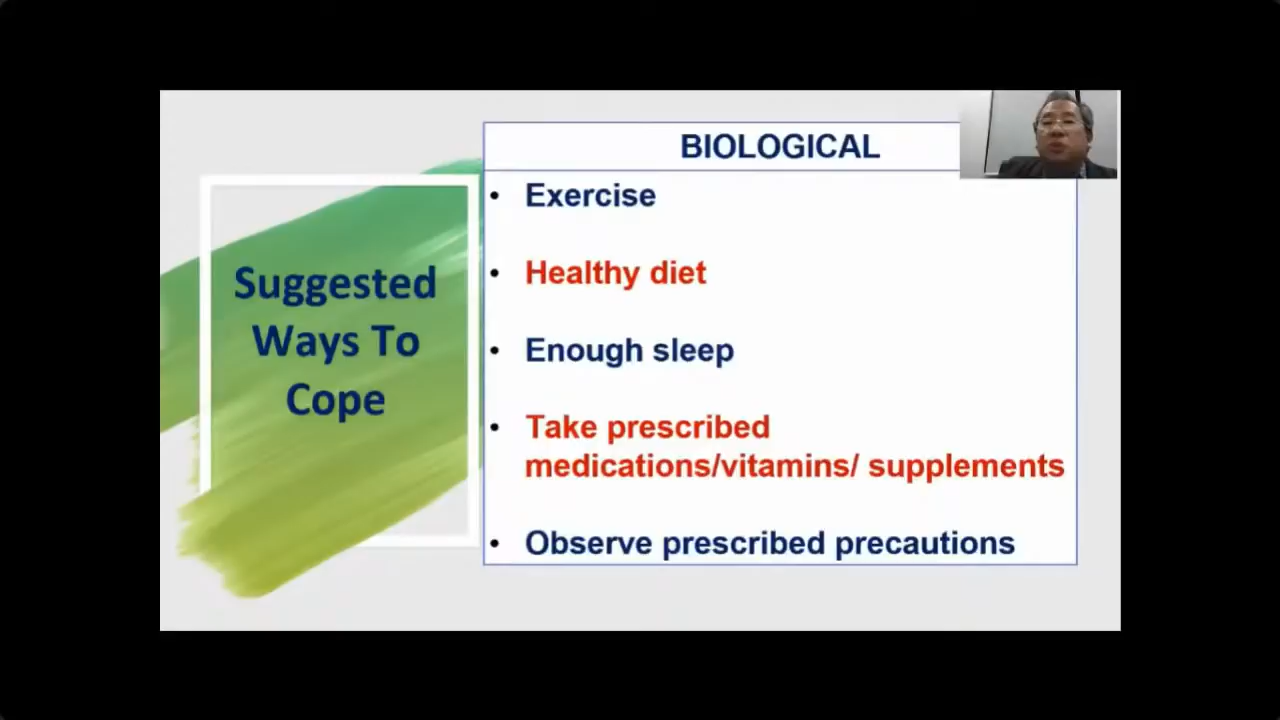 Suggested
Ways To
Cope
BIOLOGICAL
• Exercise
• Healthy diet
• Enough sleep
• Take prescribed
medications/vitamins/ supplements
• Observe prescribed precautions